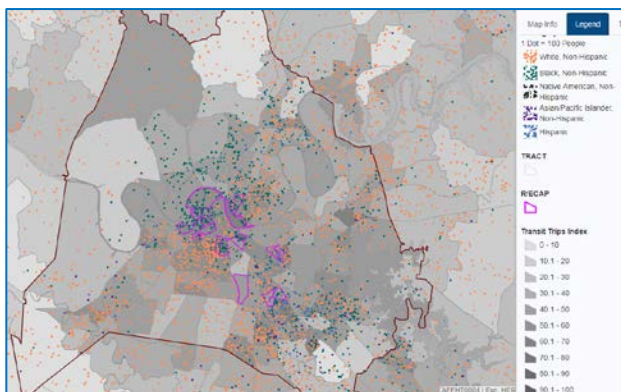 Map Info
Legend
1 Dot = 100 People
White, Non-Hispanic
Black, Non-Hispanic
Native American, Non-
Hispanic
Asian/Pacific Islander,
Non-Hispanic
Hispanic
TRACT
R/ECAP
Transit Trips Index
0 - 10
10.1 - 20
20.1 - 30
30.1 - 40
40.1 - 50
50.1 - 60
60.1 - 70
70.1 - 80
80.1 - 90
90.1 - 100